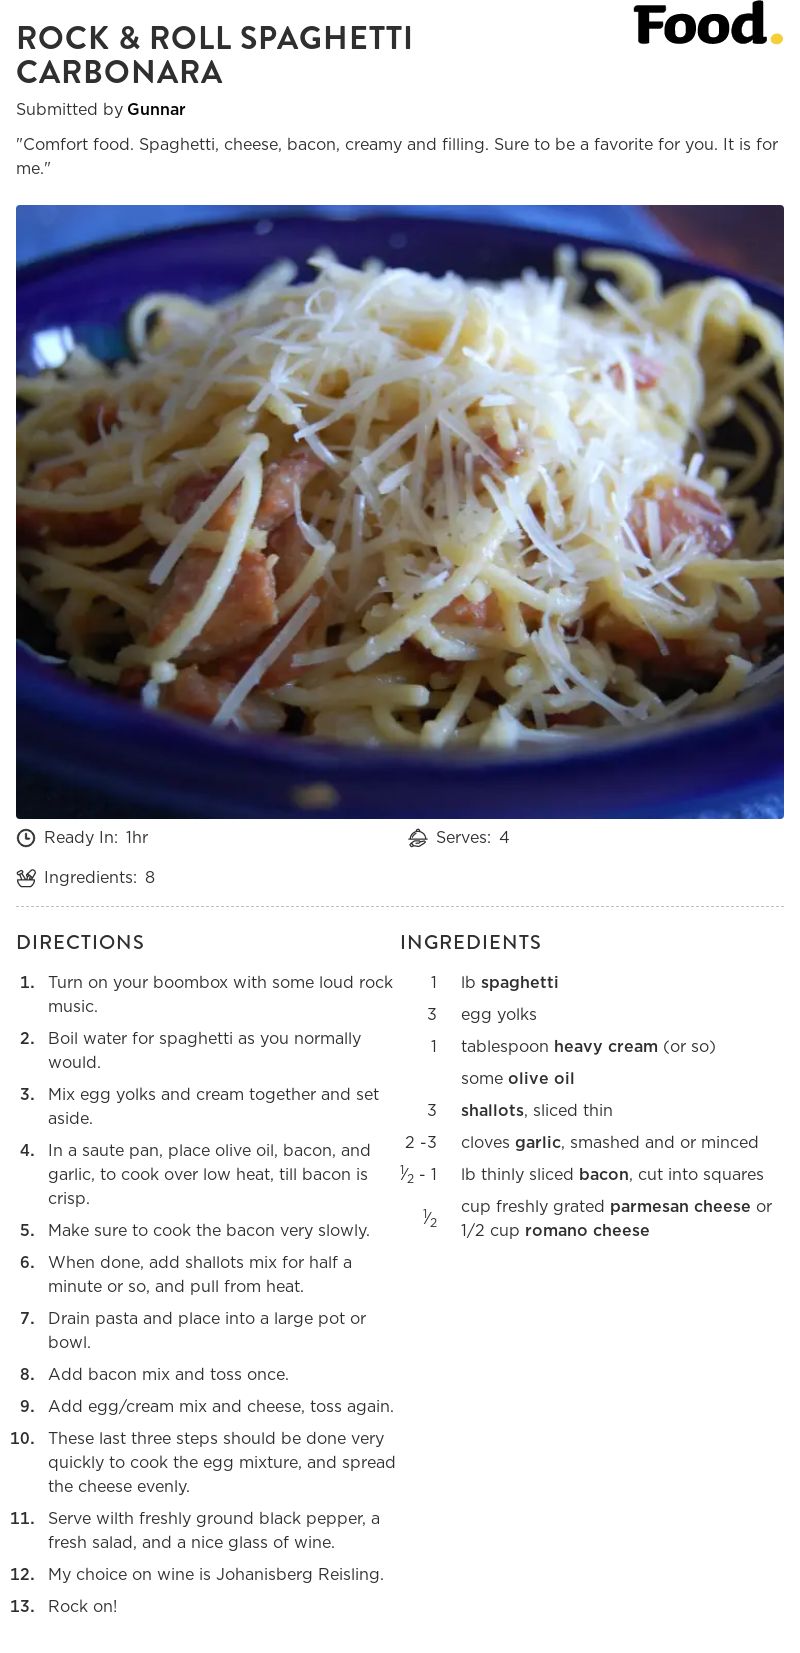 ROCK & ROLL SPAGHETTI
CARBONARA
Food.
Submitted by Gunnar
"Comfort food. Spaghetti, cheese, bacon, creamy and filling. Sure to be a favorite for you. It is for
me."
Ready In: 1hr
Serves: 4
Ingredients: 8
DIRECTIONS
1. Turn on your boombox with some loud rock
music.
2. Boil water for spaghetti as you normally
would.
3. Mix egg yolks and cream together and set
aside.
4. In a saute pan, place olive oil, bacon, and
garlic, to cook over low heat, till bacon is
crisp.
5. Make sure to cook the bacon very slowly.
6. When done, add shallots mix for half a
minute or so, and pull from heat.
7. Drain pasta and place into a large pot or
bowl.
8. Add bacon mix and toss once.
9. Add egg/cream mix and cheese, toss again.
10. These last three steps should be done very
quickly to cook the egg mixture, and spread
the cheese evenly.
11. Serve wilth freshly ground black pepper, a
fresh salad, and a nice glass of wine.
12. My choice on wine is Johanisberg Reisling.
13. Rock on!
INGREDIENTS
1 lb spaghetti
3 egg yolks
1 tablespoon heavy cream (or so)
some olive oil
3 shallots, sliced thin
2 -3 cloves garlic, smashed and or minced
1⁄2 - 1 lb thinly sliced bacon, cut into squares
1⁄2 cup freshly grated parmesan cheese or
1/2 cup romano cheese